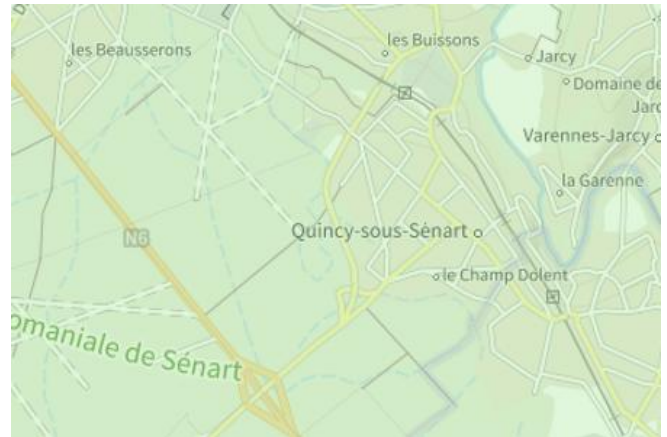 les Buissons
les Beausserons
Jarcy
Domaine de
Jarc
Varennes-Jarcy
la Garenne
Quincy-sous-Sénart
N6
le Champ Dolent
omaniale de Sénart